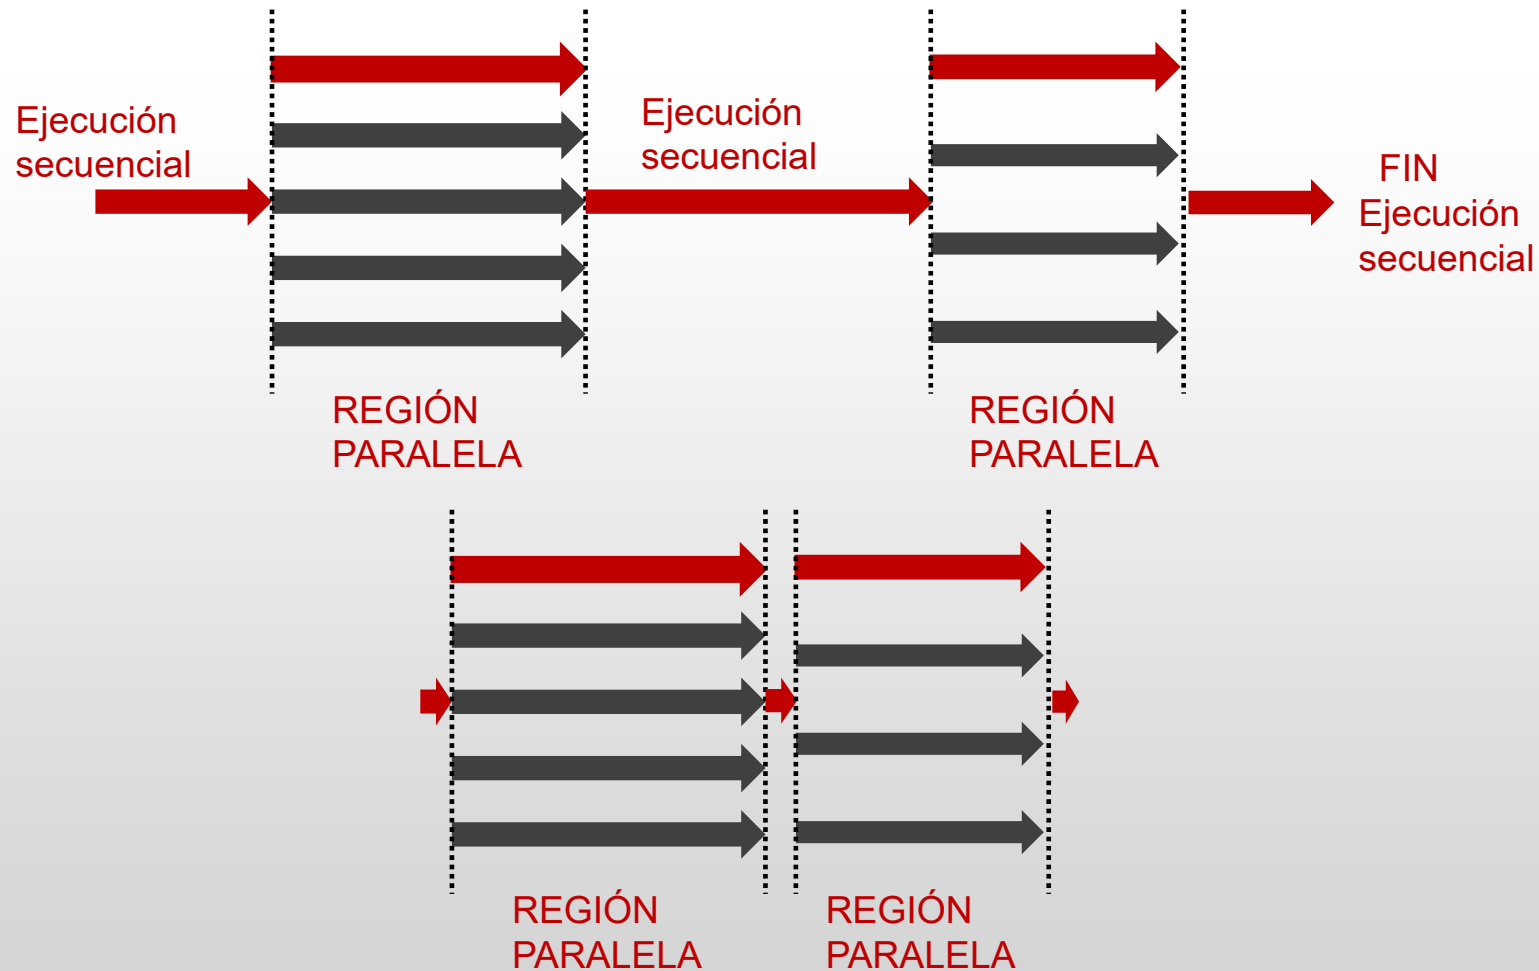 Ejecución
secuencial
Ejecución
secuencial
FIN
Ejecución
secuencial
REGIÓN
PARALELA
REGIÓN
PARALELA
REGIÓN
PARALELA
REGIÓN
PARALELA